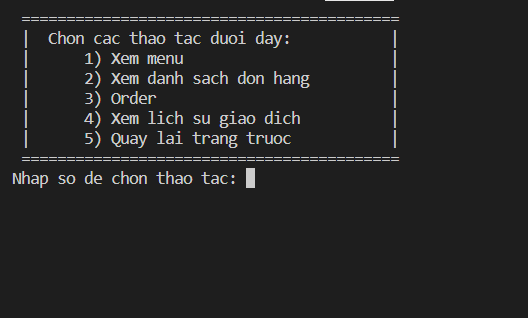 ==========================================
|  Chon cac thao tac duoi day:           |
|      1) Xem menu                       |
|      2) Xem danh sach don hang         |
|      3) Order                          |
|      4) Xem lich su giao dich          |
|      5) Quay lai trang truoc           |
==========================================
Nhap so de chon thao tac: